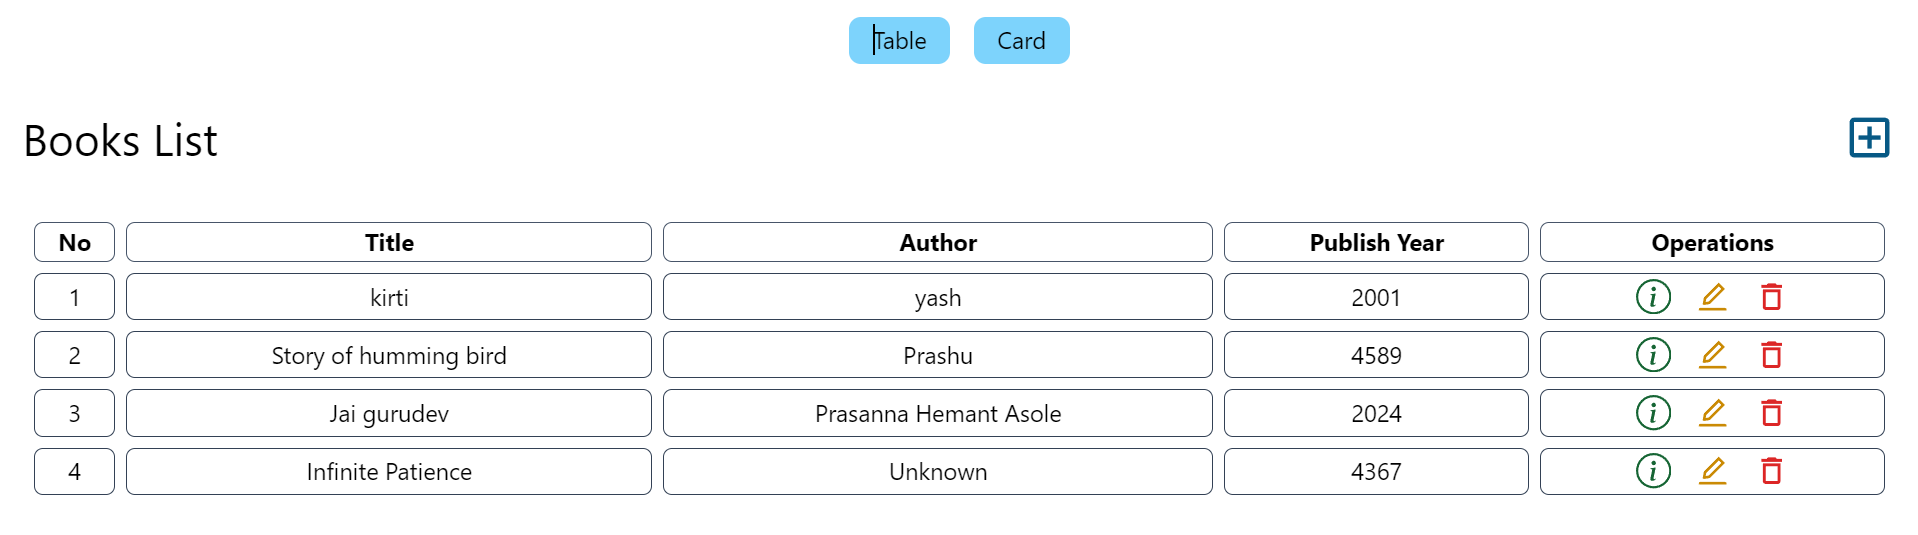 Table Card
Books List
No Title Author Publish Year Operations
1 kirti yash 2001
2 Story of humming bird Prashu 4589
3 Jai gurudev Prasanna Hemant Asole 2024
4 Infinite Patience Unknown 4367